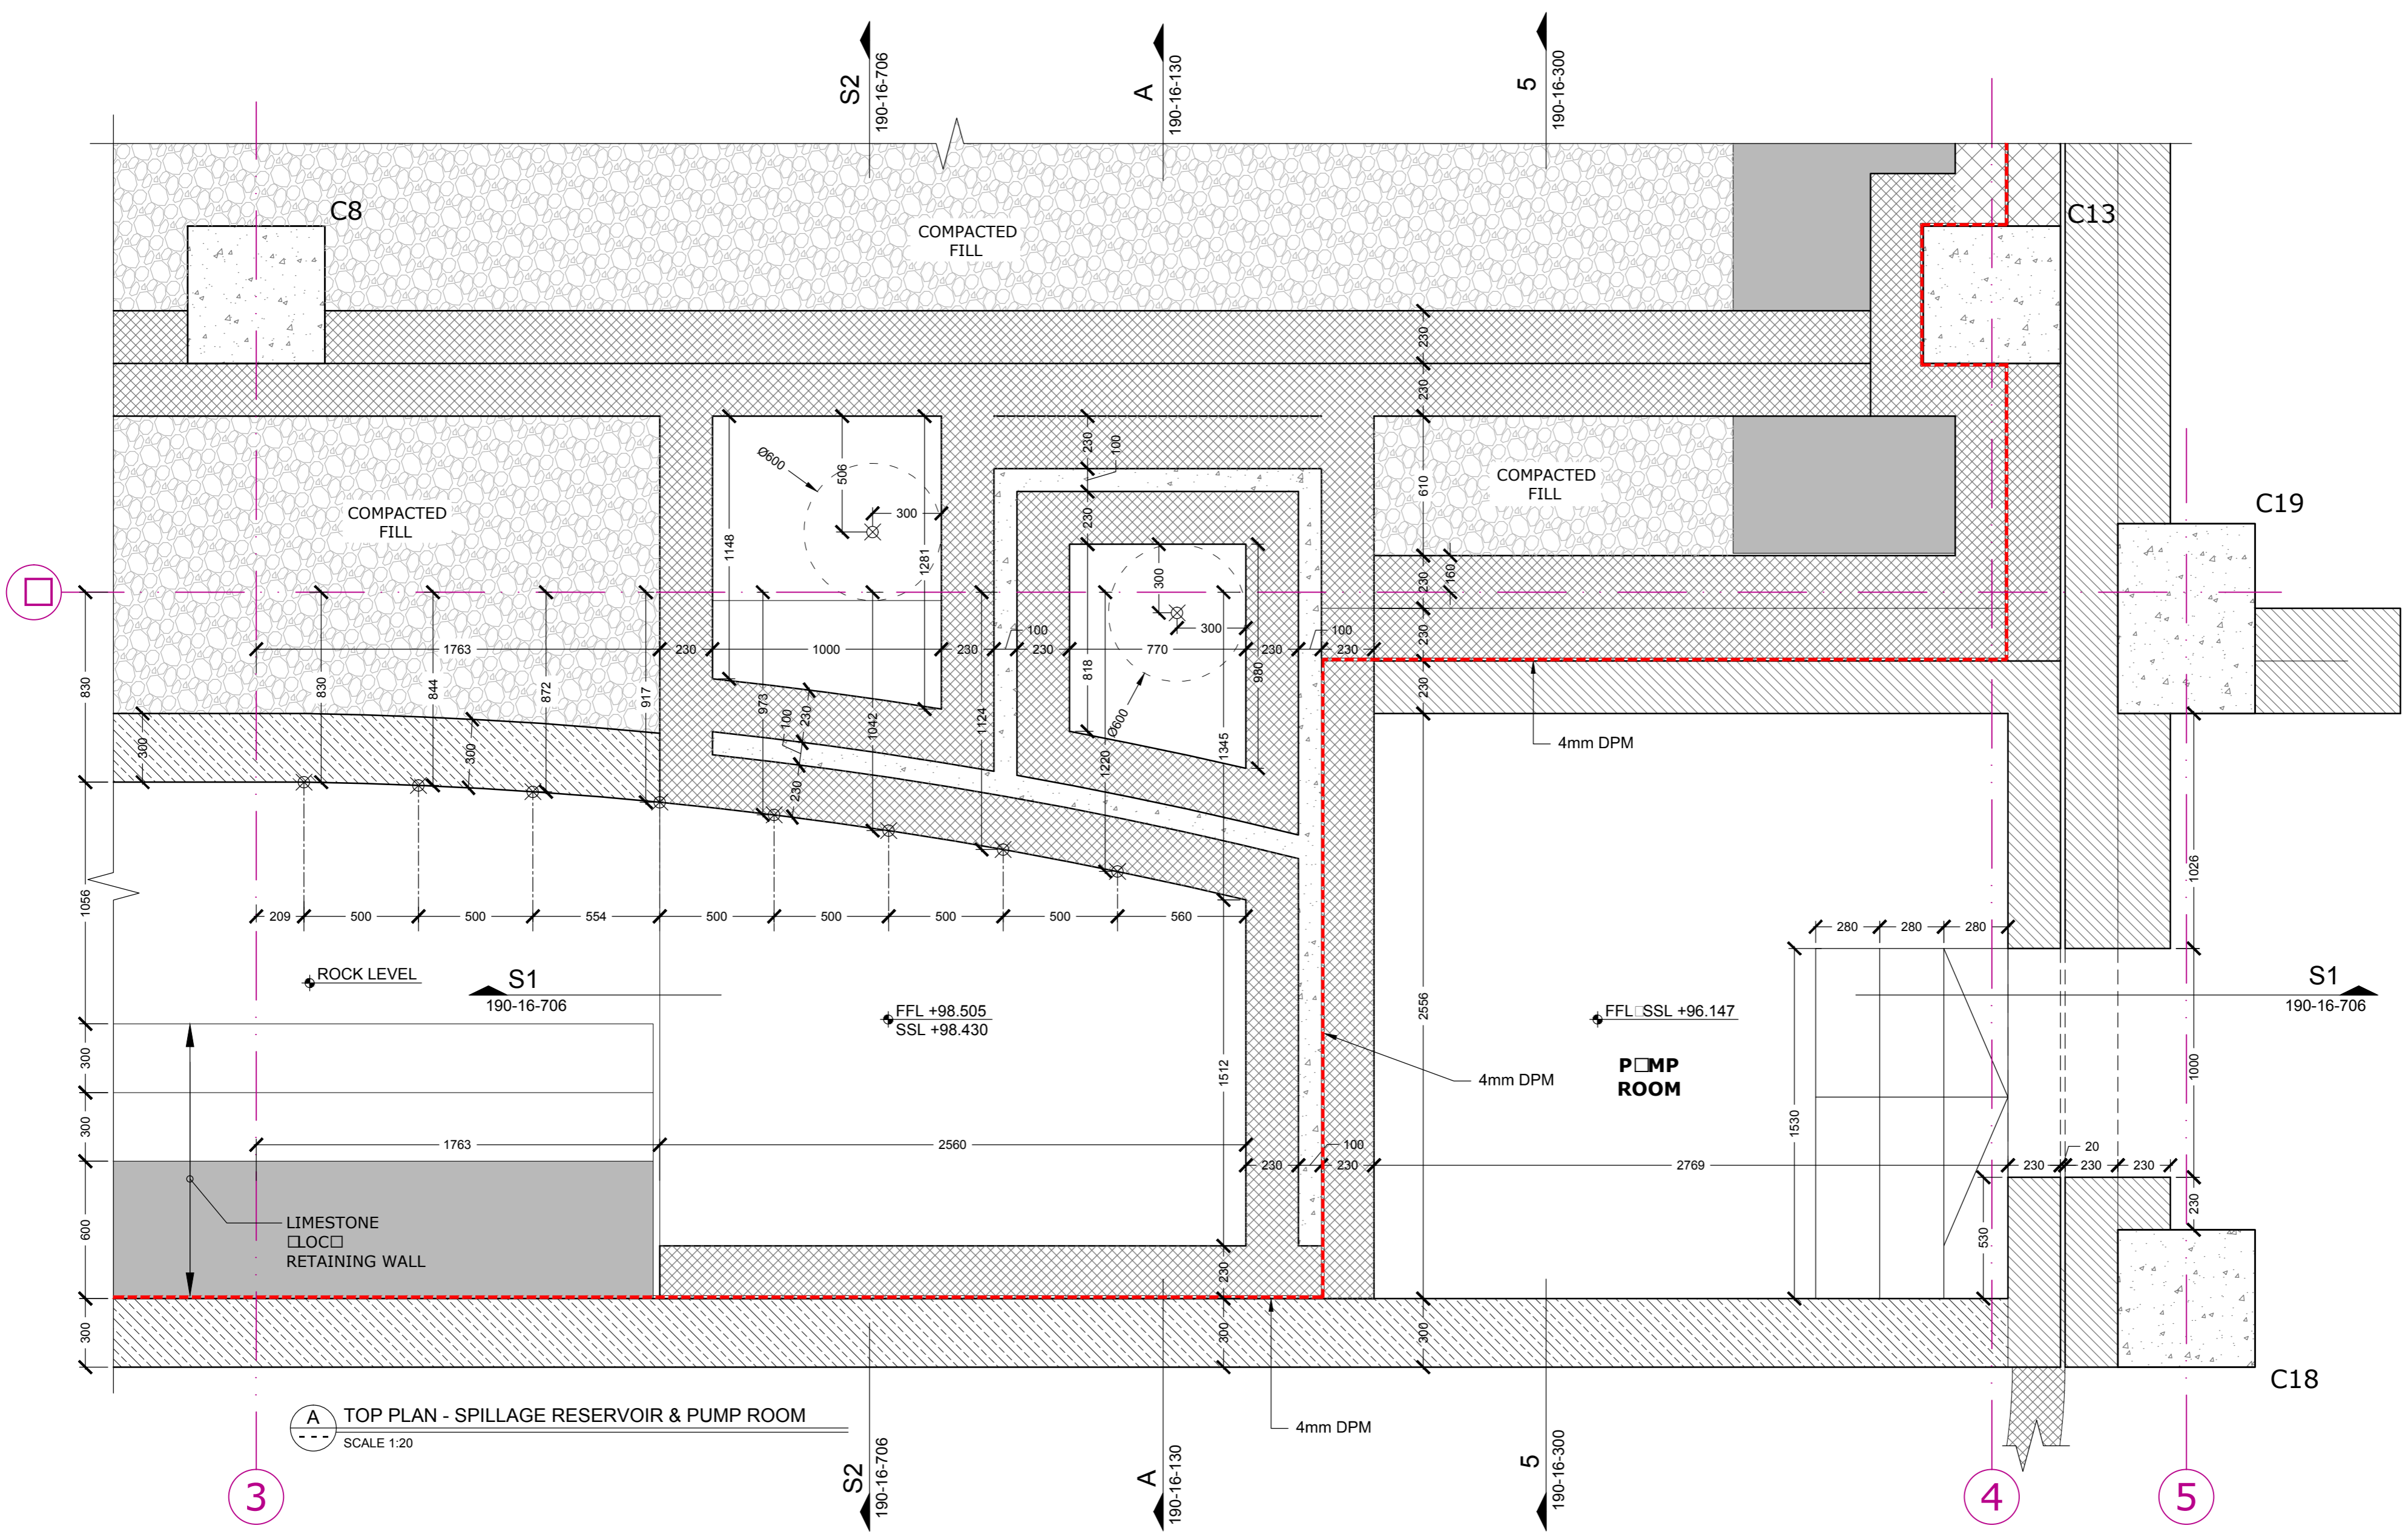 S2
190-16-706
A
190-16-130
5
190-16-300
C8
C13
COMPACTED
FILL
230
230
C19
COMPACTED
FILL
COMPACTED
FILL
Ø600
506
300
1148
1281
230
100
230
300
300
818
980
Ø600
610
230
160
230
230
1763
230
1000
230
100
230
770
230
100
230
830
830
844
872
917
973
1042
1124
1220
1345
300
300
100
230
230
4mm DPM
1056
209
500
500
554
500
500
500
500
560
280
280
280
1026
ROCK LEVEL
S1
190-16-706
FFL +98.505
SSL +98.430
FFL□SSL +96.147
S1
190-16-706
2556
P□MP
ROOM
4mm DPM
1512
1530
1000
300
300
600
300
1763
2560
230
100
230
2769
230
20
230
230
530
230
LIMESTONE
□LOC□
RETAINING WALL
230
300
300
C18
A
TOP PLAN - SPILLAGE RESERVOIR & PUMP ROOM
SCALE 1:20
4mm DPM
S2
190-16-706
A
190-16-130
5
190-16-300
3
4
5